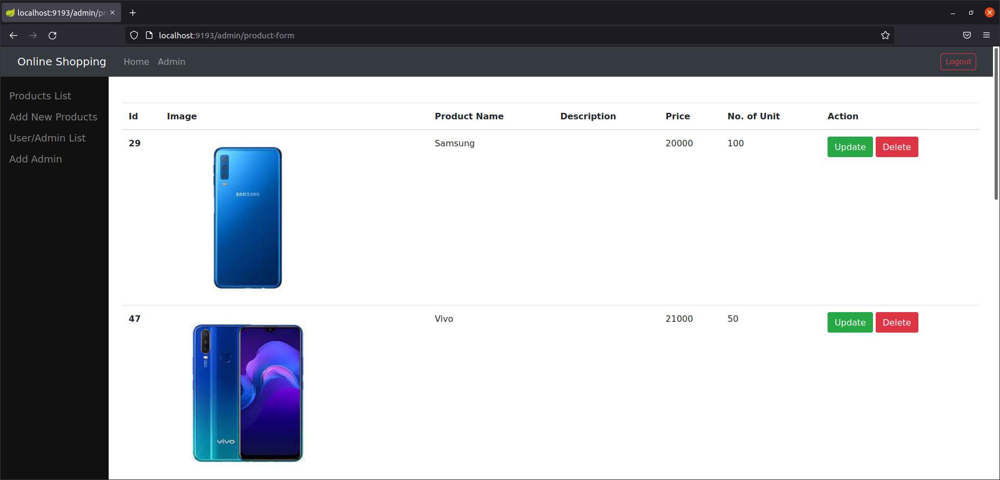 localhost:9193/admin/pr
localhost:9193/admin/product-form
Online Shopping Home Admin Logout
Products List
Add New Products
User/Admin List
Add Admin
Id Image Product Name Description Price No. of Unit Action
29 Samsung 20000 100 Update Delete
SAMSUNG
47 Vivo 21000 50 Update Delete
vivo